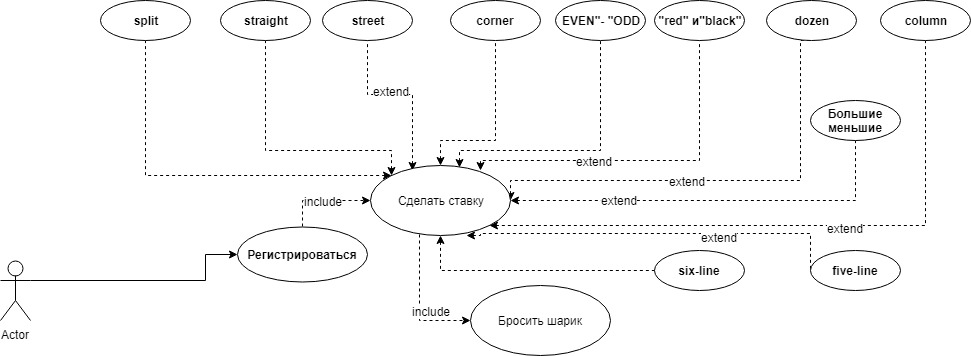 split
straight
street
corner
EVEN"- "ODD
"red" и"black"
dozen
column
extend
Большие
меньшие
extend
extend
Сделать ставку
extend
include
extend
extend
Регистрироваться
six-line
five-line
include
Бросить шарик
Actor